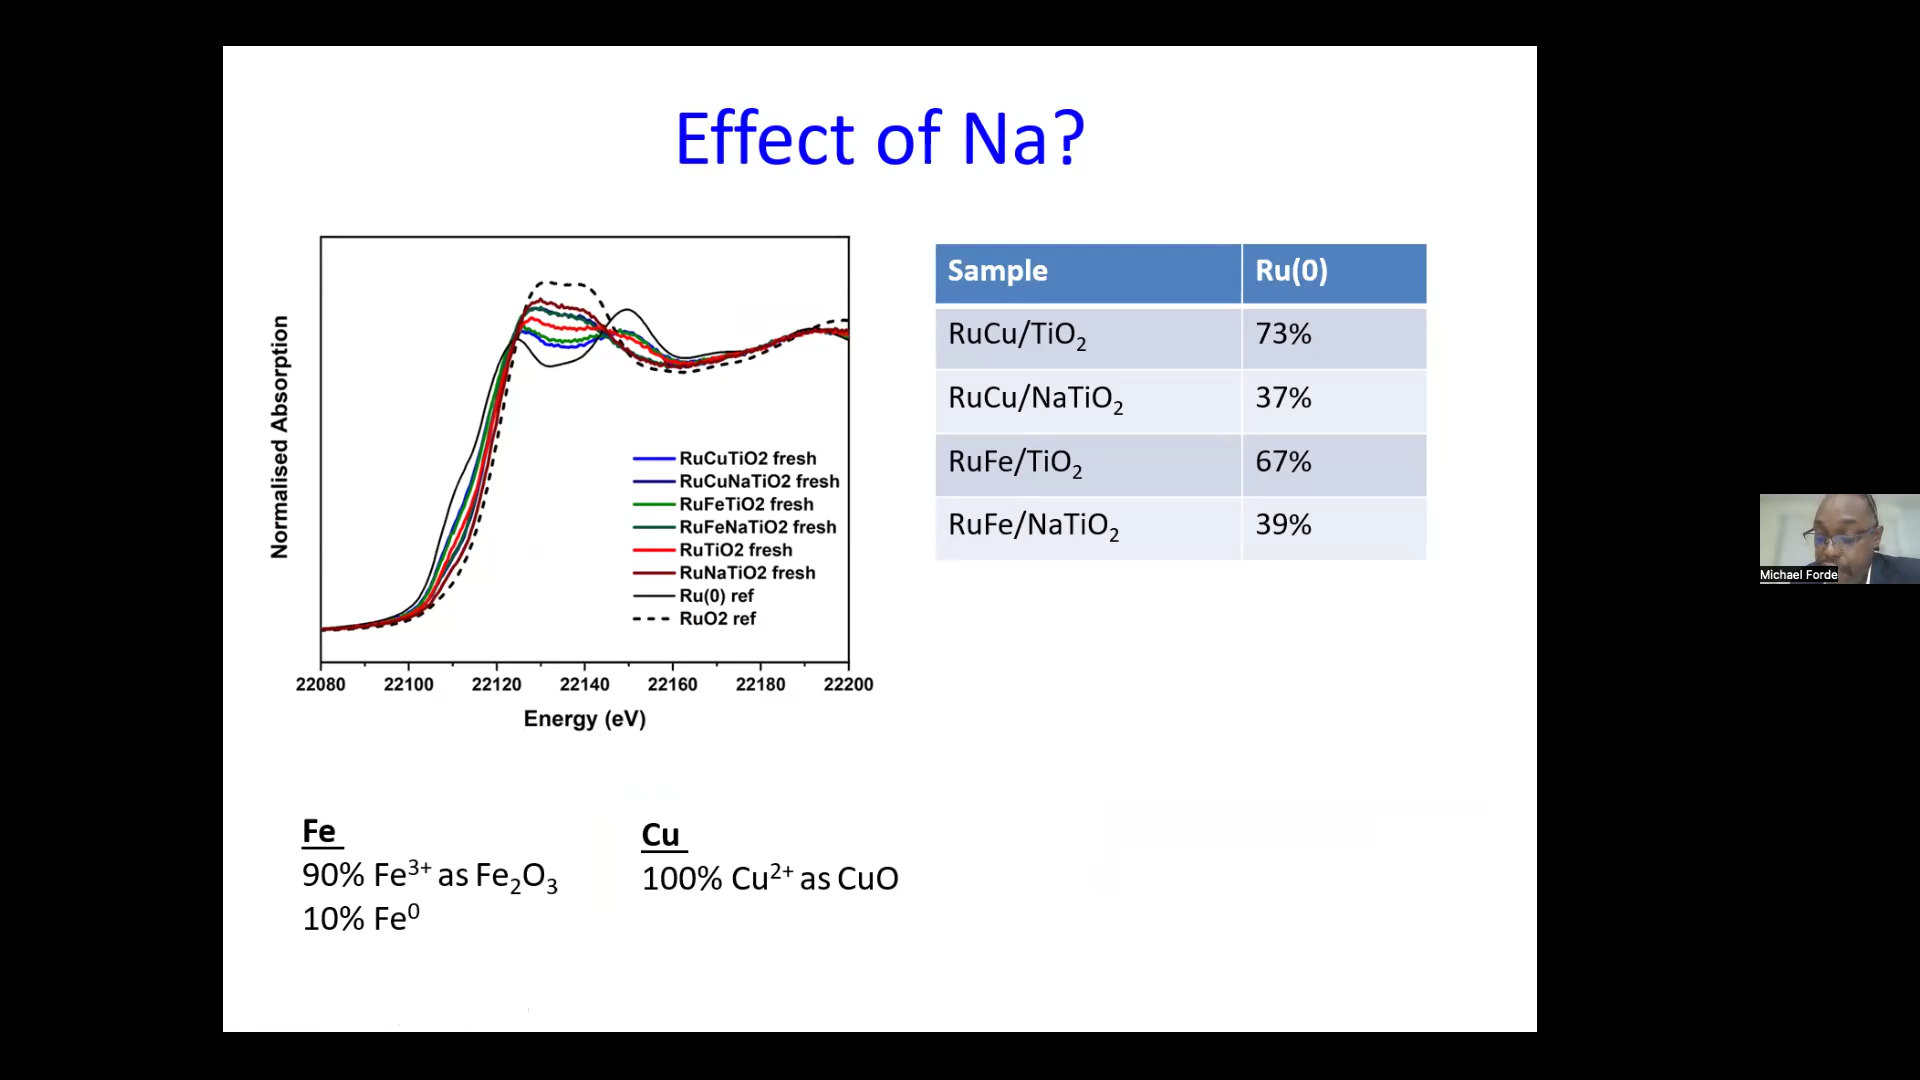 Effect of Na?
Normalised Absorption
RuCuTiO2 fresh
RuCuNaTiO2 fresh
RuFeTiO2 fresh
RuFeNaTiO2 fresh
RuTiO2 fresh
RuNaTiO2 fresh
Ru(0) ref
RuO2 ref
22080 22100 22120 22140 22160 22180 22200
Energy (eV)
Sample Ru(0)
RuCu/TiO₂ 73%
RuCu/NaTiO₂ 37%
RuFe/TiO₂ 67%
RuFe/NaTiO₂ 39%
Michael Forde
Fe
90% Fe³⁺ as Fe₂O₃
10% Fe⁰
Cu
100% Cu²⁺ as CuO